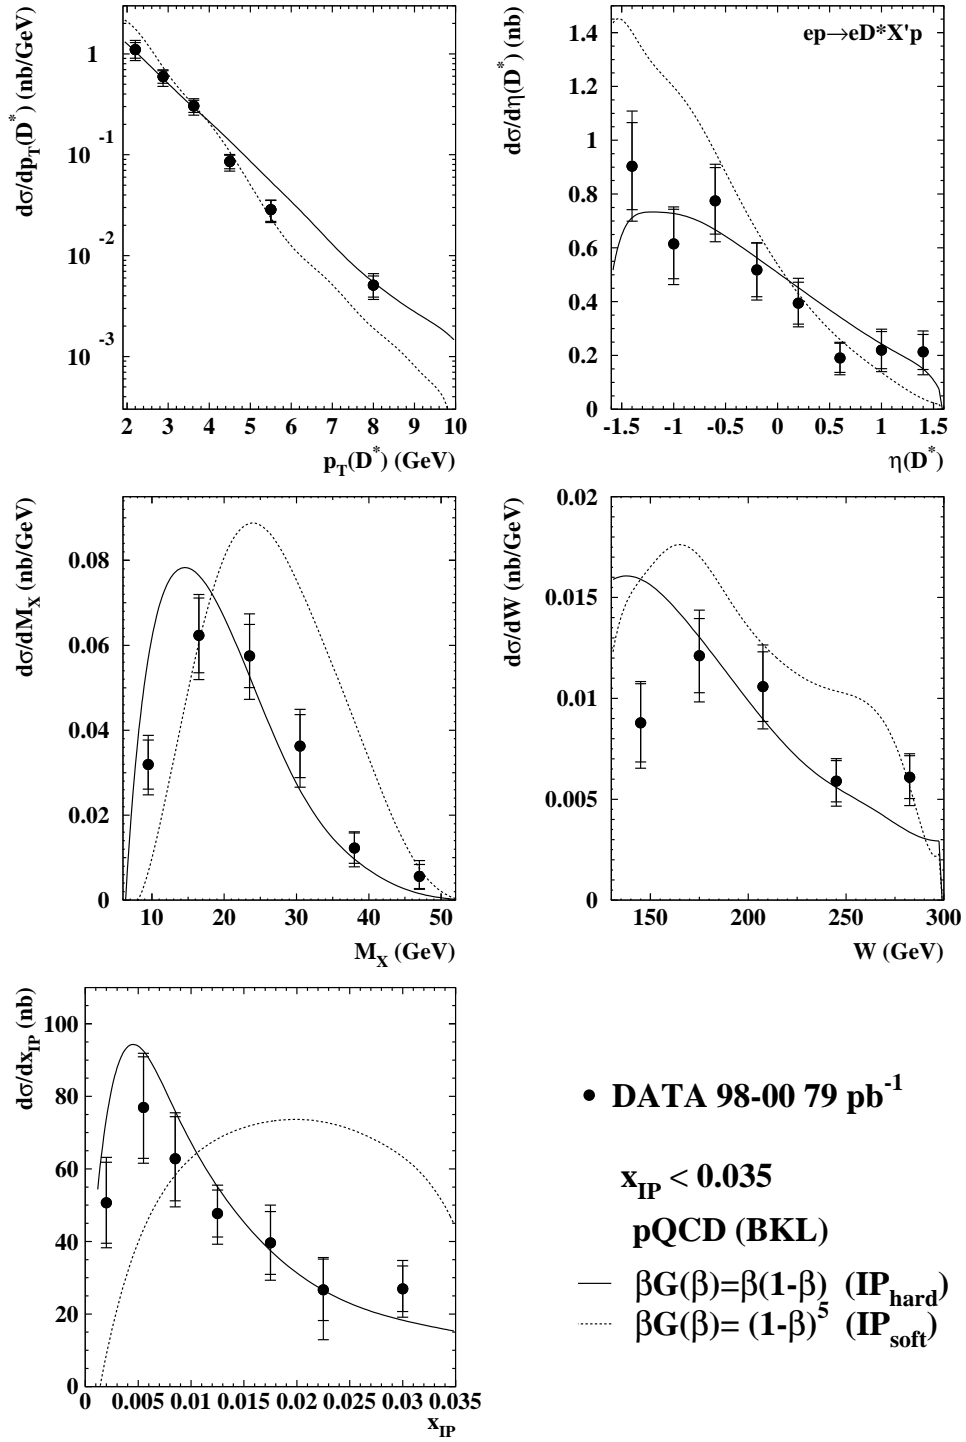 dσ/dp_T(D^*) (nb/GeV)
1
10^-1
10^-2
10^-3
2 3 4 5 6 7 8 9 10
p_T(D^*) (GeV)
dσ/dη(D^*) (nb)
ep→eD*X'p
1.4
1.2
1
0.8
0.6
0.4
0.2
0
-1.5 -1 -0.5 0 0.5 1 1.5
η(D^*)
dσ/dM_X (nb/GeV)
0.08
0.06
0.04
0.02
0
10 20 30 40 50
M_X (GeV)
dσ/dW (nb/GeV)
0.02
0.015
0.01
0.005
0
150 200 250 300
W (GeV)
dσ/dx_IP (nb)
100
80
60
40
20
0
0 0.005 0.01 0.015 0.02 0.025 0.03 0.035
x_IP
DATA 98-00 79 pb^-1
x_IP < 0.035
pQCD (BKL)
βG(β)=β(1-β) (IP_hard)
βG(β)= (1-β)^5 (IP_soft)